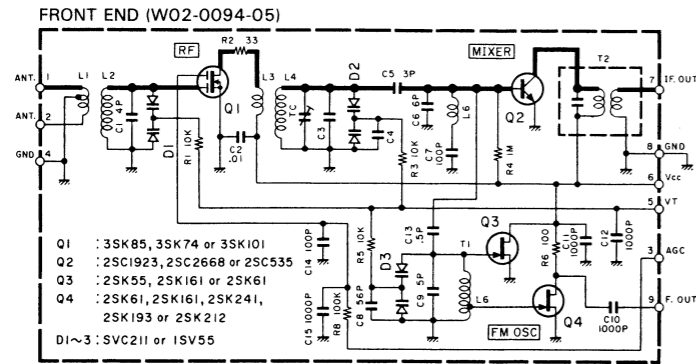 FRONT END (W02-0094-05)
R2 33
RF
MIXER
T2
ANT. 1
L1
L2
L3
L4
D2
C5 3P
7 IF. OUT
C1 4P
Q1
TC
C3
C4
C6 6P
L6
Q2
ANT. 2
D1
R1 10K
C2 .01
R3 10K
C7 100P
R4 1M
GND 4
8 GND
6 Vcc
5 VT
Q1 : 3SK85, 3SK74 or 3SK101
Q2 : 2SC1923, 2SC2668 or 2SC535
Q3 : 2SK55, 2SK161 or 2SK61
Q4 : 2SK61, 2SK161, 2SK241,
2SK193 or 2SK212
D1~3 : SVC211 or 1SV55
C14 100P
C15 1000P
R8 100K
R5 10K
C8 56P
D3
C13 .5P
C9 5P
T1
L6
Q3
R6 100
C11 1000P
C12 1000P
3 AGC
9 F. OUT
C10 1000P
Q4
FM OSC